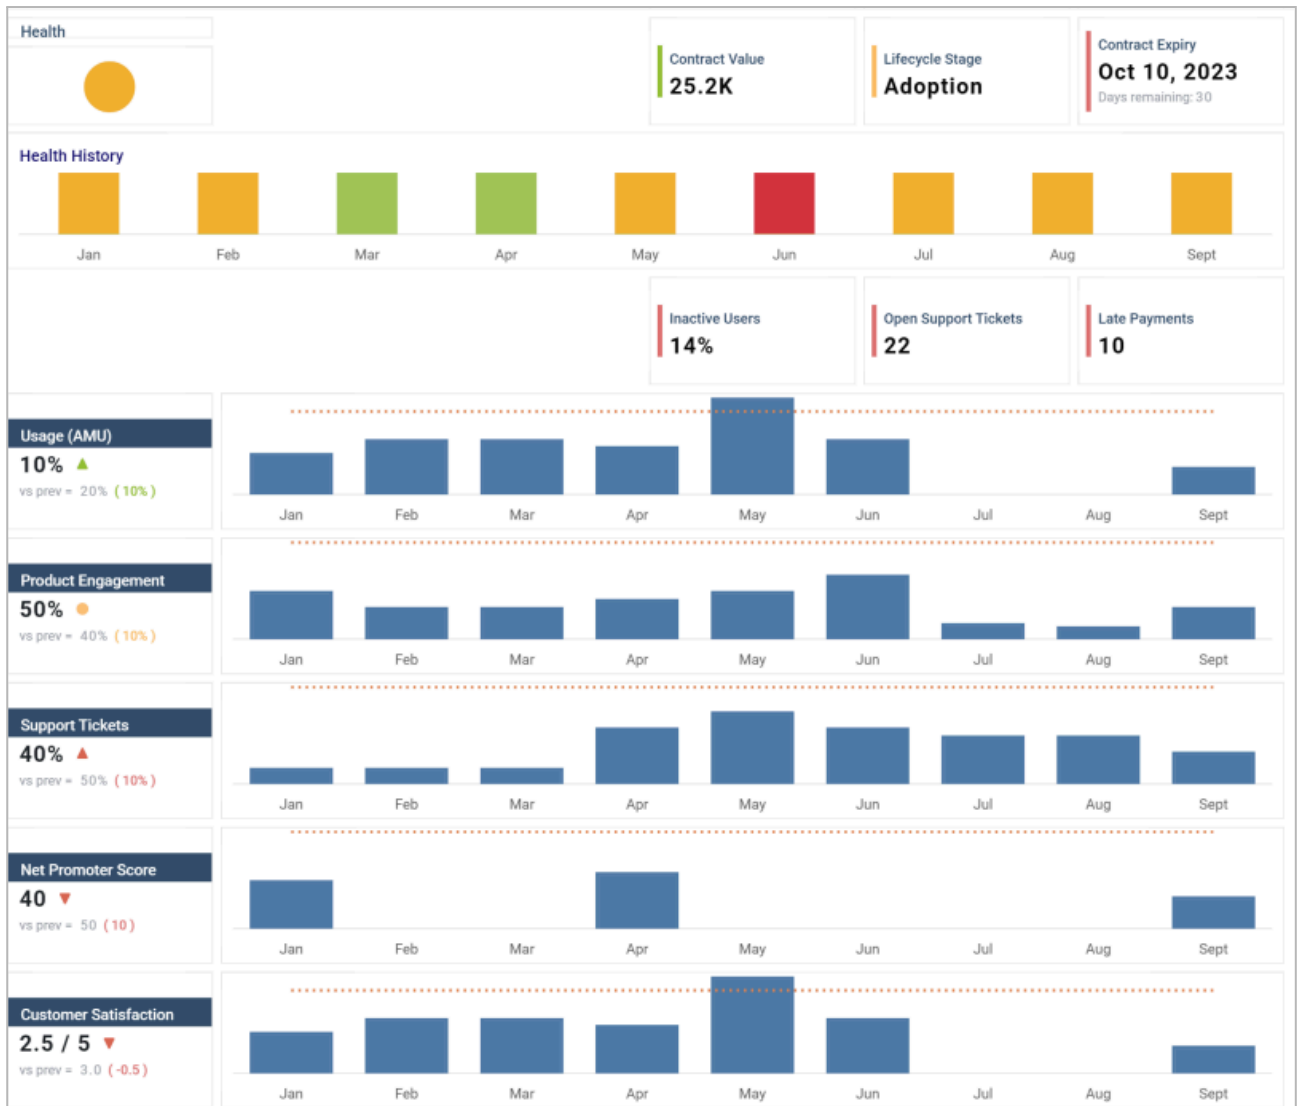 Health
Contract Value
25.2K
Lifecycle Stage
Adoption
Contract Expiry
Oct 10, 2023
Days remaining: 30
Health History
Jan Feb Mar Apr May Jun Jul Aug Sept
Inactive Users
14%
Open Support Tickets
22
Late Payments
10
Usage (AMU)
10%
vs prev = 20% (10%)
Jan Feb Mar Apr May Jun Jul Aug Sept
Product Engagement
50%
vs prev = 40% (10%)
Jan Feb Mar Apr May Jun Jul Aug Sept
Support Tickets
40%
vs prev = 50% (10%)
Jan Feb Mar Apr May Jun Jul Aug Sept
Net Promoter Score
40
vs prev = 50 (10)
Jan Feb Mar Apr May Jun Jul Aug Sept
Customer Satisfaction
2.5 / 5
vs prev = 3.0 (-0.5)
Jan Feb Mar Apr May Jun Jul Aug Sept